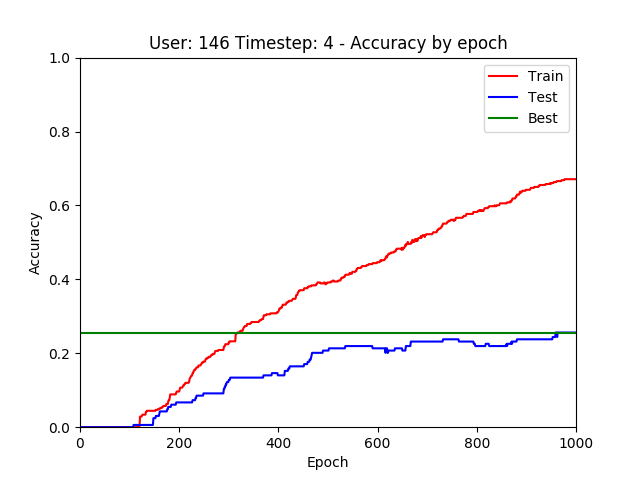 User: 146 Timestep: 4 - Accuracy by epoch
Train
Test
Best
Accuracy
1.0
0.8
0.6
0.4
0.2
0.0
0 200 400 600 800 1000
Epoch